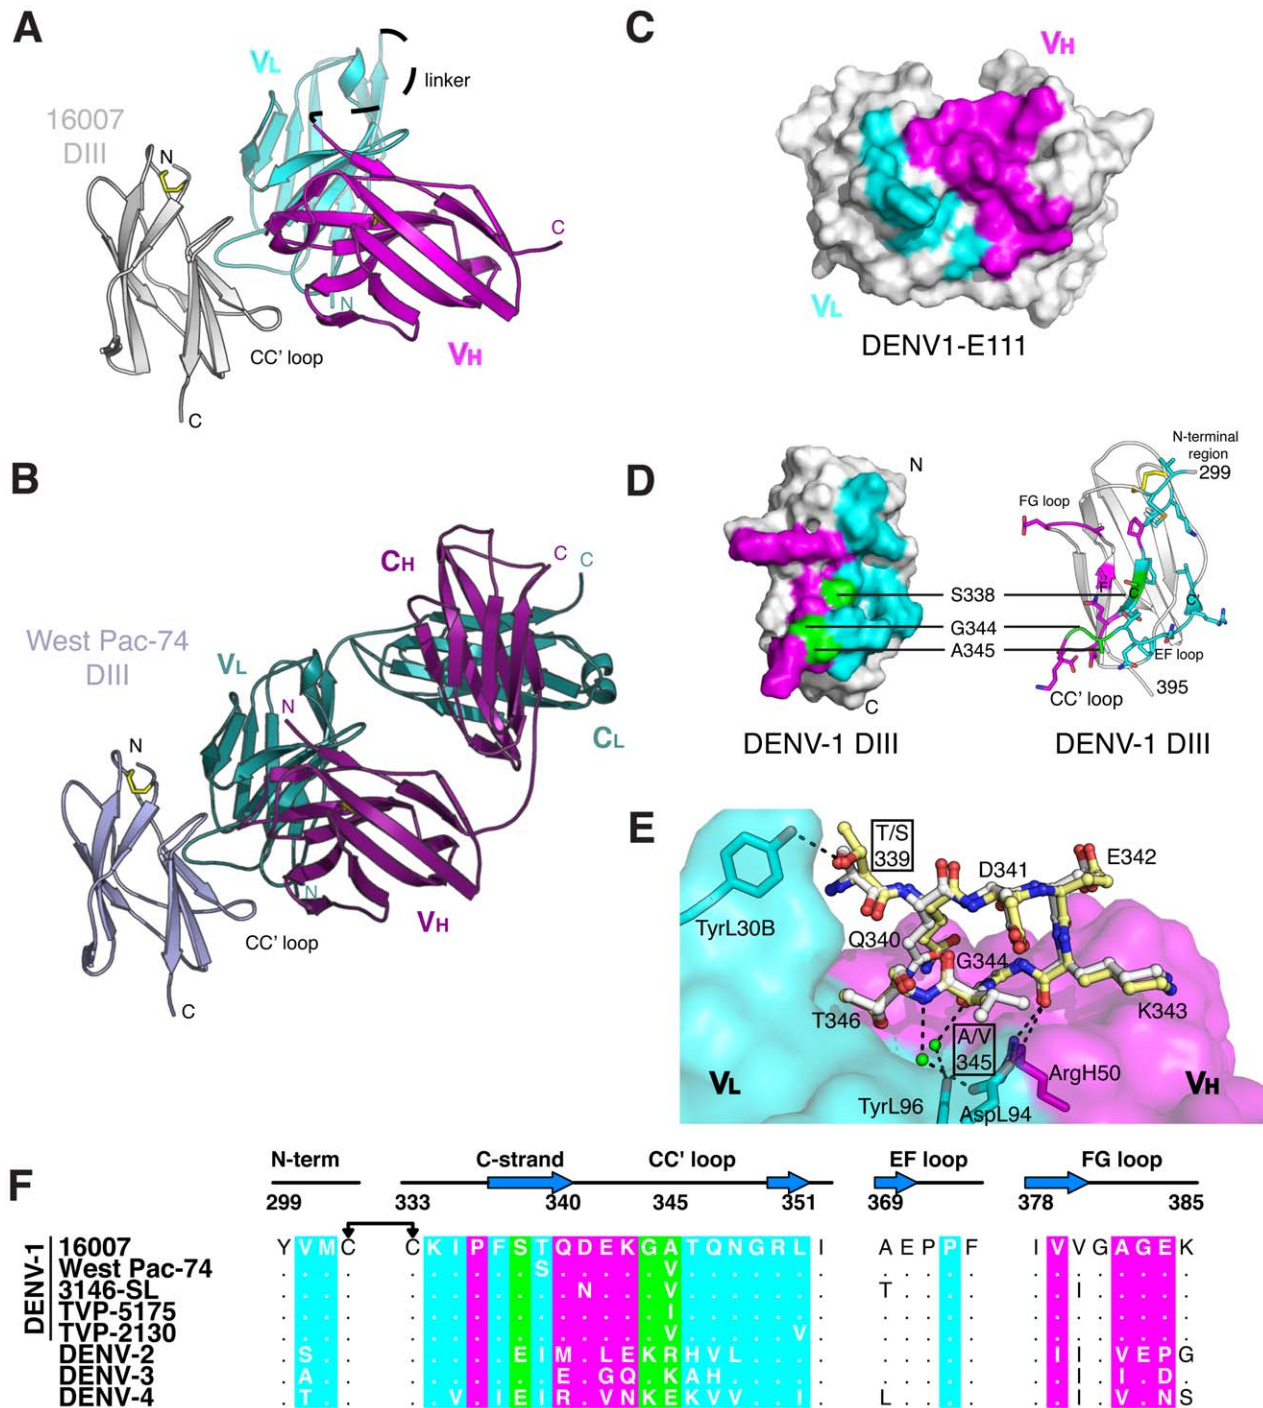 A
VL
linker
16007
DIII
N
C
N
CC' loop
VH
C
B
CH
C
C
West Pac-74
DIII
VL
N
CL
N
N
CC' loop
VH
C
C
VH
VL
DENV1-E111
D
N
N-terminal
region
299
FG loop
F
C
C'
S338
G344
A345
EF loop
CC' loop
395
C
DENV-1 DIII
DENV-1 DIII
E
T/S
339
D341
E342
TyrL30B
Q340
G344
K343
T346
A/V
345
ArgH50
VL
VH
TyrL96
AspL94
F
N-term
C-strand
CC' loop
EF loop
FG loop
299
333
340
345
351
369
378
385
DENV-1
16007 Y V M C C K I P F S T Q D E K G A T Q N G R L I A E P P F I V V G A G E K
West Pac-74 . . . . . . . . . . S . . . . . V . . . . . . . . . . . . . . . . . . . .
3146-SL . . . . . . . . . . . . N . . . V . . . . . . . T . . . . . . I . . . . . .
TVP-5175 . . . . . . . . . . . . . . . . I . . . . . . . . . . . . . . . . . . . . .
TVP-2130 . . . . . . . . . . . . . . . . V . . . . . V . . . . . . . . . . . . . . .
DENV-2 . S . . . . . . . E I M . L E K R H V L . . . . . . . . . . I I . . V E P G
DENV-3 . A . . . . . . . . . . E . G Q . K A H . . . . . . . . . . . I . . I . D .
DENV-4 . T . . . . V . I E I R . V N K E K V V . . I . L . . . . . . I . . V . N S